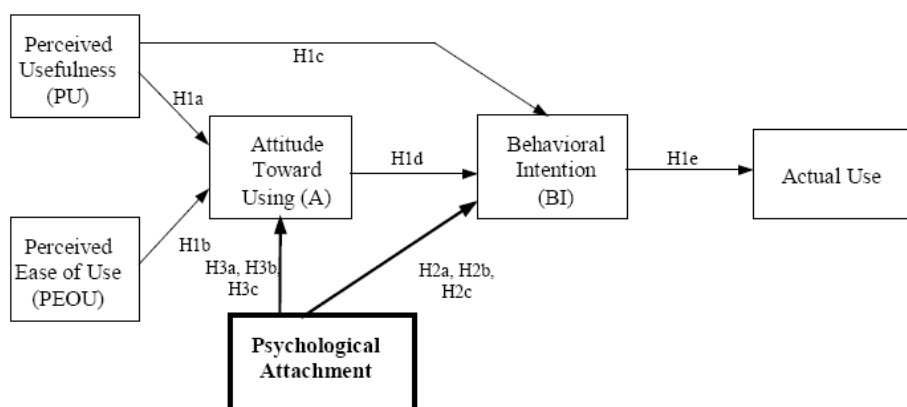 Perceived
Usefulness
(PU)
H1c
H1a
Attitude
Toward
Using (A)
H1d
Behavioral
Intention
(BI)
H1e
Actual Use
Perceived
Ease of Use
(PEOU)
H1b
H3a, H3b,
H3c
H2a, H2b,
H2c
Psychological
Attachment